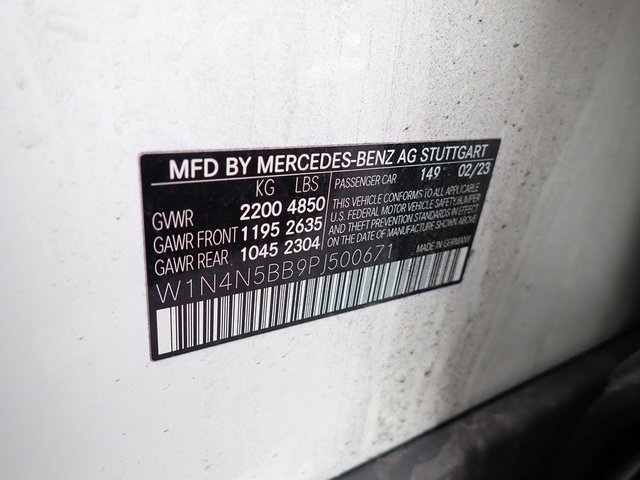 MFD BY MERCEDES-BENZ AG STUTTGART
KG LBS PASSENGER CAR 149 02/23
GVWR 2200 4850
GAWR FRONT 1195 2635
GAWR REAR 1045 2304
THIS VEHICLE CONFORMS TO ALL APPLICABLE
U.S. FEDERAL MOTOR VEHICLE SAFETY, BUMPER
AND THEFT PREVENTION STANDARDS IN EFFECT
ON THE DATE OF MANUFACTURE SHOWN ABOVE.
W1N4N5BB9PJ500671 MADE IN GERMANY